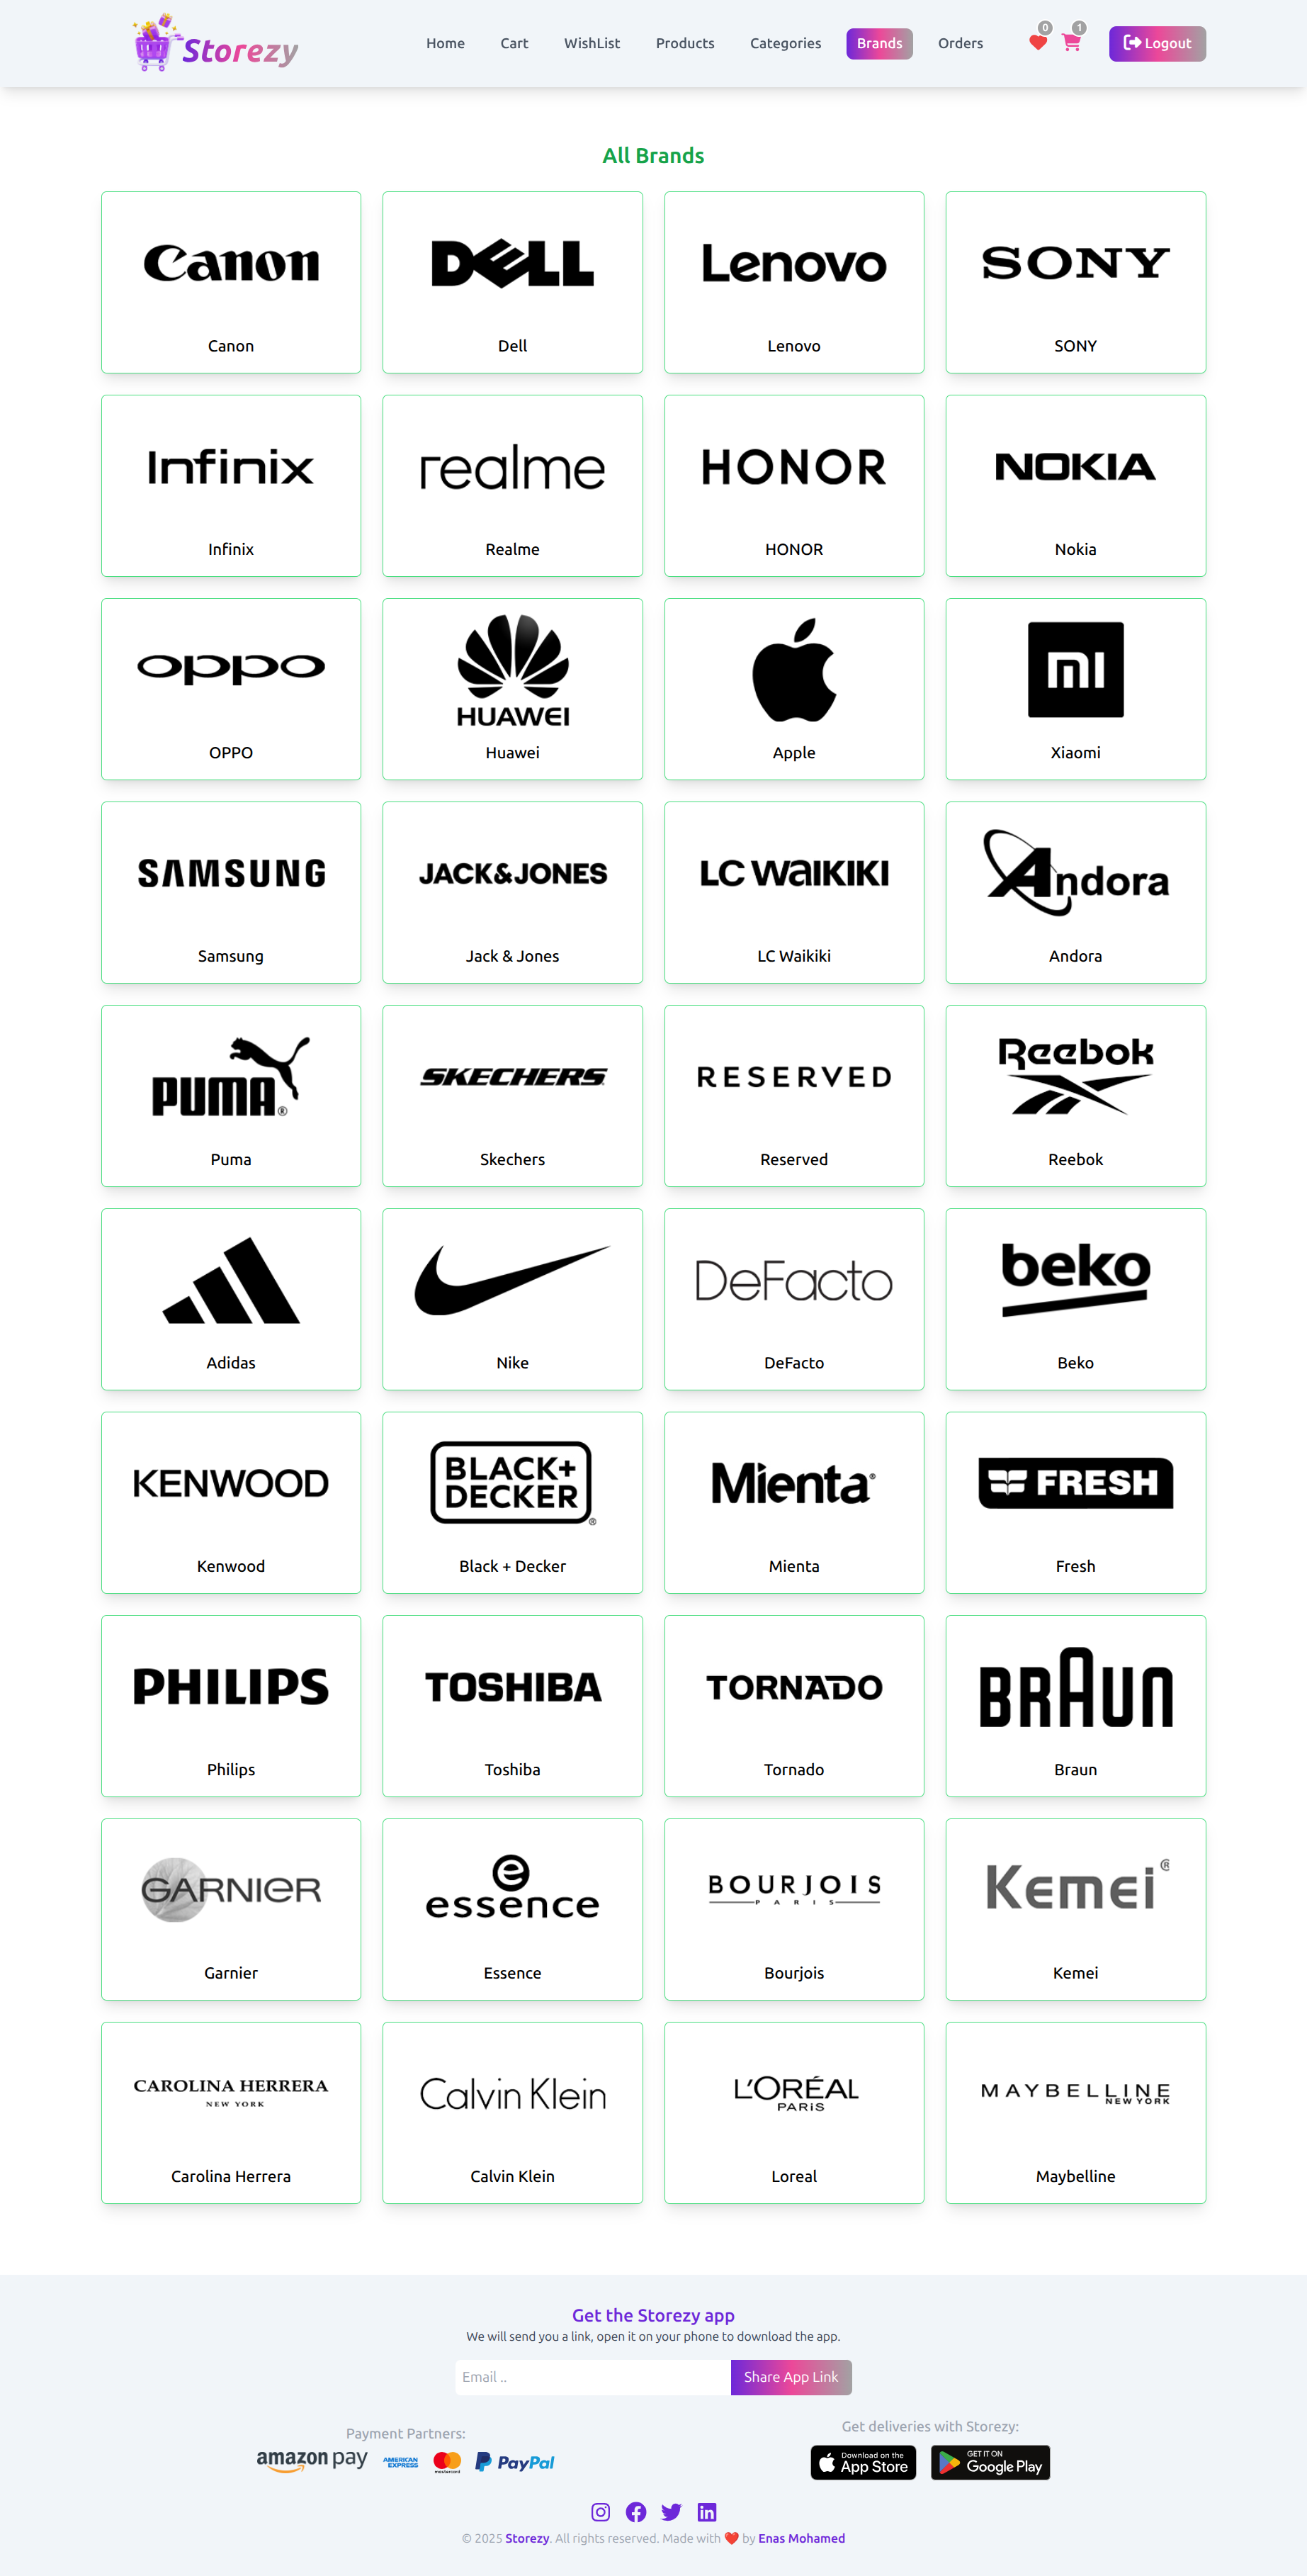 Storezy Home Cart WishList Products Categories Brands Orders 0 1 Logout
All Brands
Canon DELL Lenovo SONY
Canon Dell Lenovo SONY
Infinix realme HONOR NOKIA
Infinix Realme HONOR Nokia
oppo HUAWEI mi
OPPO Huawei Apple Xiaomi
SAMSUNG JACK&JONES LC WAIKIKI Andora
Samsung Jack & Jones LC Waikiki Andora
PUMA® SKECHERS RESERVED Reebok
Puma Skechers Reserved Reebok
DeFacto beko
Adidas Nike DeFacto Beko
KENWOOD BLACK+ DECKER® Mienta® FRESH
Kenwood Black + Decker Mienta Fresh
PHILIPS TOSHIBA TORNADO BRAUN
Philips Toshiba Tornado Braun
GARNIER e essence BOURJOIS PARIS Kemei®
Garnier Essence Bourjois Kemei
CAROLINA HERRERA NEW YORK Calvin Klein L'ORÉAL PARiS MAYBELLINE NEW YORK
Carolina Herrera Calvin Klein Loreal Maybelline
Get the Storezy app
We will send you a link, open it on your phone to download the app.
Email .. Share App Link
Payment Partners: Get deliveries with Storezy:
amazon pay AMERICAN EXPRESS mastercard PayPal Download on the App Store GET IT ON Google Play
© 2025 Storezy. All rights reserved. Made with ❤️ by Enas Mohamed